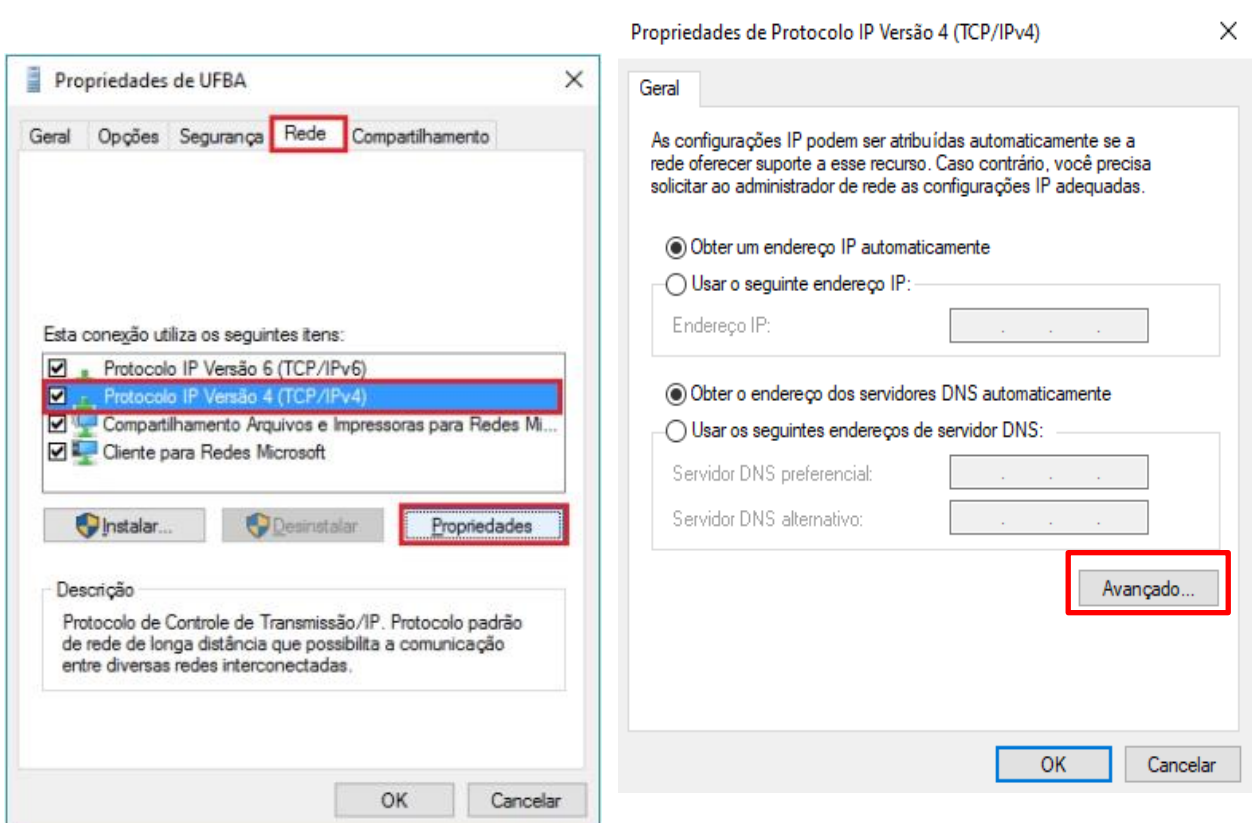 Propriedades de UFBA
Geral Opções Segurança Rede Compartilhamento
Esta conexão utiliza os seguintes itens:
Protocolo IP Versão 6 (TCP/IPv6)
Protocolo IP Versão 4 (TCP/IPv4)
Compartilhamento Arquivos e Impressoras para Redes Mi...
Cliente para Redes Microsoft
Instalar... Desinstalar Propriedades
Descrição
Protocolo de Controle de Transmissão/IP. Protocolo padrão
de rede de longa distância que possibilita a comunicação
entre diversas redes interconectadas.
OK Cancelar
Propriedades de Protocolo IP Versão 4 (TCP/IPv4)
Geral
As configurações IP podem ser atribuídas automaticamente se a
rede oferecer suporte a esse recurso. Caso contrário, você precisa
solicitar ao administrador de rede as configurações IP adequadas.
Obter um endereço IP automaticamente
Usar o seguinte endereço IP:
Endereço IP: . . .
Obter o endereço dos servidores DNS automaticamente
Usar os seguintes endereços de servidor DNS:
Servidor DNS preferencial: . . .
Servidor DNS alternativo: . . .
Avançado...
OK Cancelar